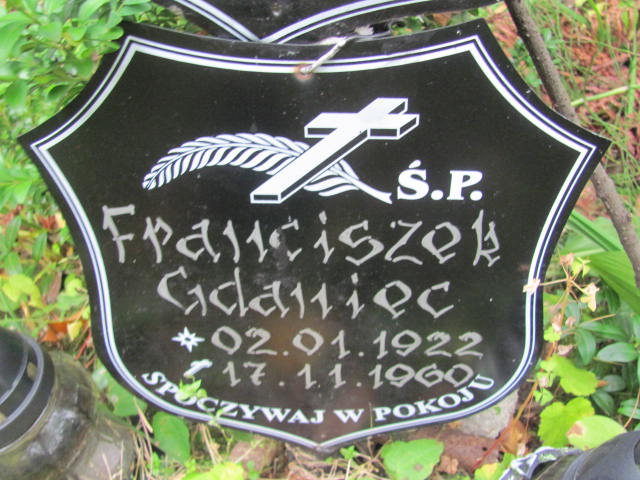 Ś.P.
Franciszek
Gdaniec
* 02.01.1922
✝ 17.11.1960
SPOCZYWAJ W POKOJU